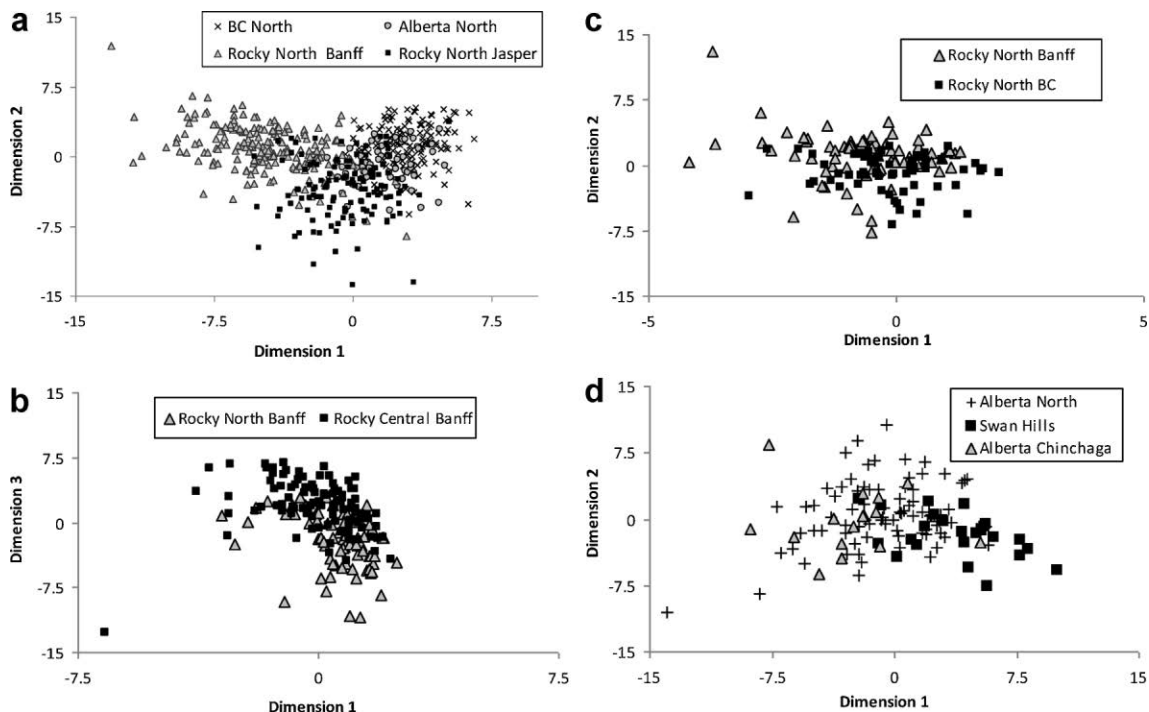 a
× BC North
Alberta North
Rocky North Banff
Rocky North Jasper
15
7.5
0
-7.5
-15
Dimension 2
-15
-7.5
0
7.5
Dimension 1
c
Rocky North Banff
Rocky North BC
15
7.5
0
-7.5
-15
Dimension 2
-5
0
5
Dimension 1
b
Rocky North Banff
Rocky Central Banff
15
7.5
0
-7.5
-15
Dimension 3
-7.5
0
7.5
Dimension 1
d
+ Alberta North
Swan Hills
Alberta Chinchaga
15
7.5
0
-7.5
-15
Dimension 2
-15
-7.5
0
7.5
15
Dimension 1